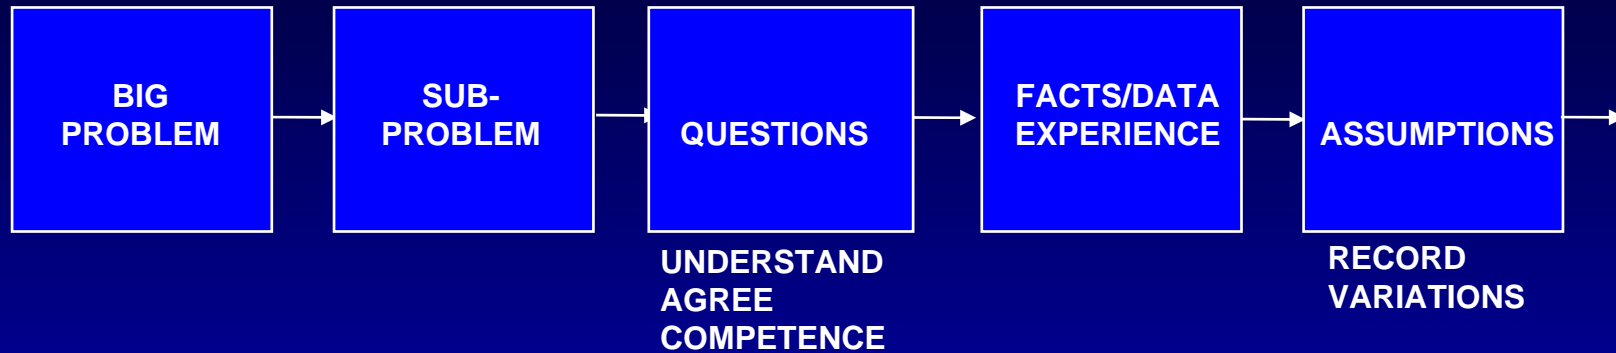 BIG
PROBLEM
SUB-
PROBLEM
QUESTIONS
FACTS/DATA
EXPERIENCE
ASSUMPTIONS
UNDERSTAND
AGREE
COMPETENCE
RECORD
VARIATIONS